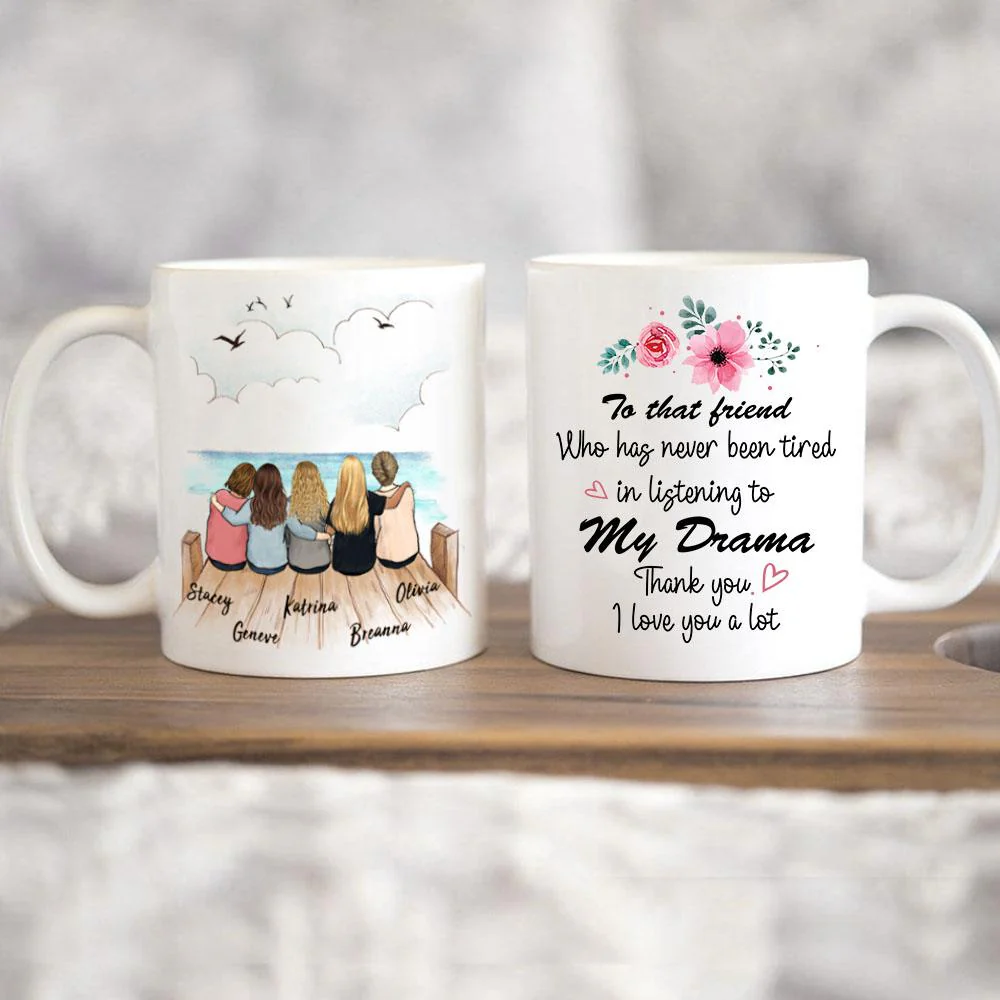 Stacey
Geneve
Katrina
Breanna
Olivia
To that friend
Who has never been tired
in listening to
My Drama
Thank you.
I love you a lot